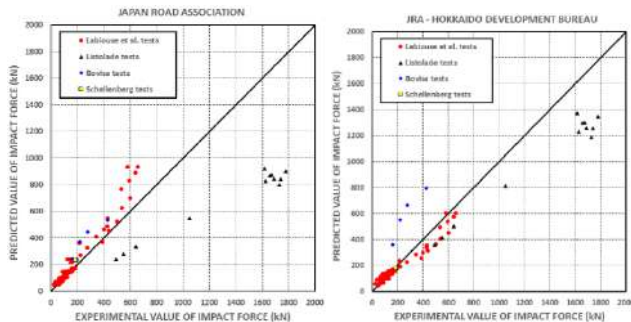 JAPAN ROAD ASSOCIATION
PREDICTED VALUE OF IMPACT FORCE (kN)
2000
1800
1600
1400
1200
1000
800
600
400
200
0
Labiouse et al. tests
Listolade tests
Bovisa tests
Schellenberg tests
0 200 400 600 800 1000 1200 1400 1600 1800 2000
EXPERIMENTAL VALUE OF IMPACT FORCE (kN)
JRA - HOKKAIDO DEVELOPMENT BUREAU
PREDICTED VALUE OF IMPACT FORCE (kN)
2000
1800
1600
1400
1200
1000
800
600
400
200
0
Labiouse et al. tests
Listolade tests
Bovisa tests
Schellenberg tests
0 200 400 600 800 1000 1200 1400 1600 1800 2000
EXPERIMENTAL VALUE OF IMPACT FORCE (kN)